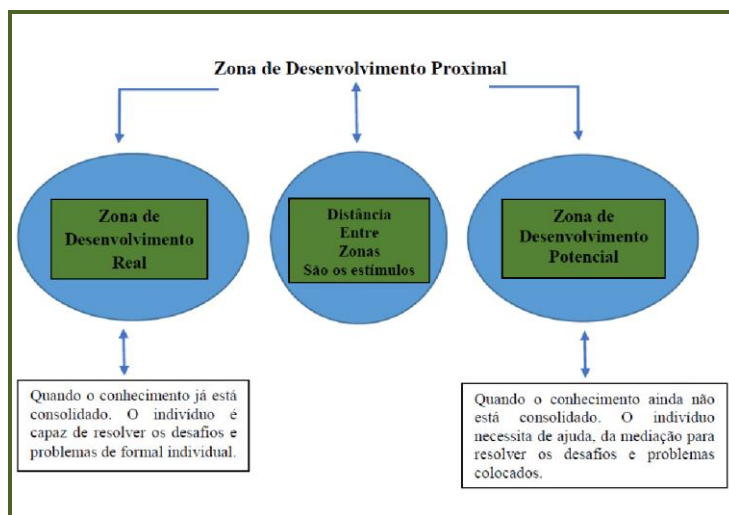 Zona de Desenvolvimento Proximal
Zona de
Desenvolvimento
Real
Distância
Entre
Zonas
São os estímulos
Zona de
Desenvolvimento
Potencial
Quando o conhecimento já está
consolidado. O indivíduo é
capaz de resolver os desafios e
problemas de formal individual.
Quando o conhecimento ainda não
está consolidado. O indivíduo
necessita de ajuda, da mediação para
resolver os desafios e problemas
colocados.